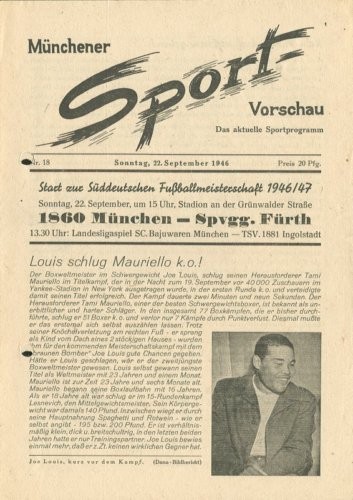 Münchener
Sport-
Vorschau
Das aktuelle Sportprogramm
Nr. 18
Sonntag, 22. September 1946
Preis 20 Pfg.
Start zur Süddeutschen Fußballmeisterschaft 1946/47
Sonntag, 22. September, um 15 Uhr, Stadion an der Grünwalder Straße
1860 München — Spvgg. Fürth
13.30 Uhr: Landesligaspiel SC. Bajuwaren München — TSV. 1881 Ingolstadt
Louis schlug Mauriello k.o.!
Der Boxweltmeister im Schwergewicht Joe Louis, schlug seinen Herausforderer Tami
Mauriello im Titelkampf, der in der Nacht zum 19. September vor 40000 Zuschauern im
Yankee-Stadion in New York ausgetragen wurde, in der ersten Runde k.o. und verteidigte
damit seinen Titel erfolgreich. Der Kampf dauerte zwei Minuten und neun Sekunden. Der
Herausforderer Tami Mauriello, einer der besten Schwergewichtsboxer, ist bekannt als un-
erbittlicher und harter Schläger. In den insgesamt 77 Boxkämpfen, die er bisher durch-
führte, schlug er 51 Boxer k.o. und verlor nur 7 Kämpfe durch Punktverlust. Diesmal mußte
er das erstemal sich selbst auszählen lassen. Trotz
seiner Knöchelverletzung am rechten Fuß - er sprang
als Kind vom Dach eines 2 stöckigen Hauses - wurden
ihm für den kommenden Weltmeisterschaftskampf mit dem
„braunen Bomber" Joe Louis gute Chancen gegeben.
Hätte er Louis geschlagen, wär er der zweitjüngste
Boxweltmeister gewesen. Louis selbst gewann seinen
Titel als Weltmeister mit 23 Jahren und einem Monat.
Mauriello ist zur Zeit 23 Jahre und sechs Monate alt.
Mauriello begann seine Boxlaufbahn mit 15 Jahren.
Als er 18 Jahre alt war schlug er im 15-Rundenkampf
Lesnevich, den Mittelgewichtsmeister. Sein Körperge-
wicht war damals 140 Pfund. Inzwischen wiegt er durch
seine Hauptnahrung Spaghetti und Rotwein - wie er
selbst angibt - 195 bzw. 200 Pfund. Er ist verhältnis-
mäßig klein, dick u. breitschultrig, in den letzten beiden
Jahren hatte er nur Trainingspartner. Joe Louis bewies
einmal mehr, daß er z. Zt. keinen wirklichen Gegner hat.
Joe Louis, kurz vor dem Kampf.
(Dana-Bildbericht)